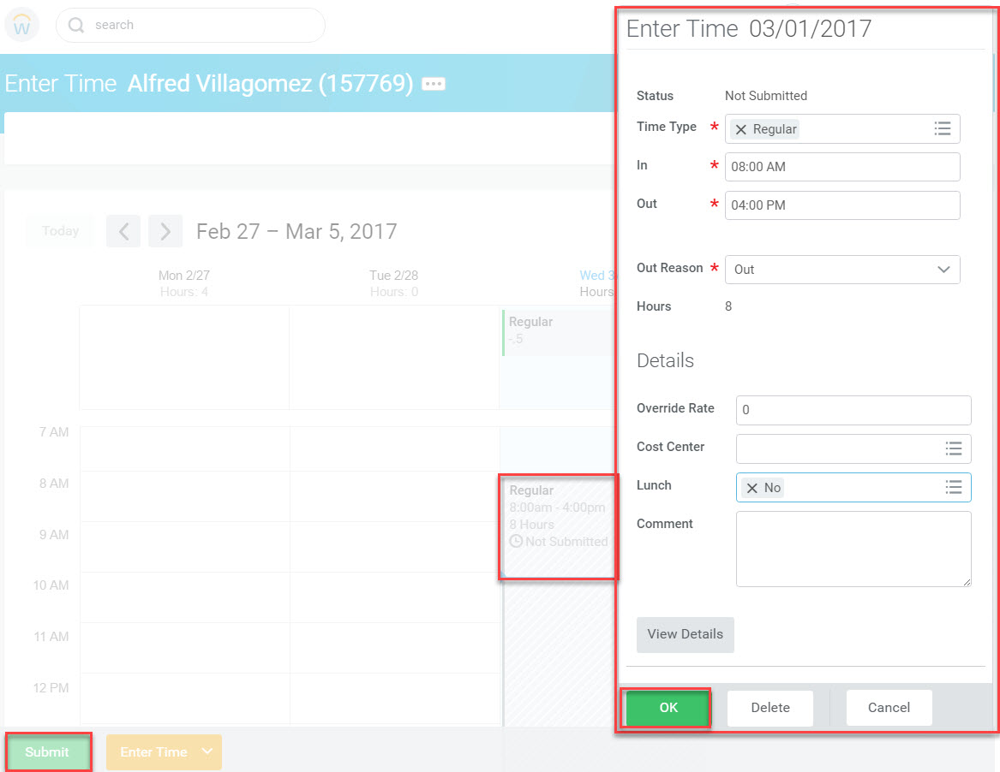 W
search
Enter Time Alfred Villagomez (157769)
Today
Feb 27 – Mar 5, 2017
Mon 2/27
Hours: 4
Tue 2/28
Hours: 0
Wed 3
Hours
Regular
-.5
7 AM
8 AM
9 AM
10 AM
11 AM
12 PM
Regular
8:00am - 4:00pm
8 Hours
Not Submitted
Submit
Enter Time
Enter Time 03/01/2017
Status Not Submitted
Time Type * Regular
In * 08:00 AM
Out * 04:00 PM
Out Reason * Out
Hours 8
Details
Override Rate 0
Cost Center
Lunch No
Comment
View Details
OK Delete Cancel